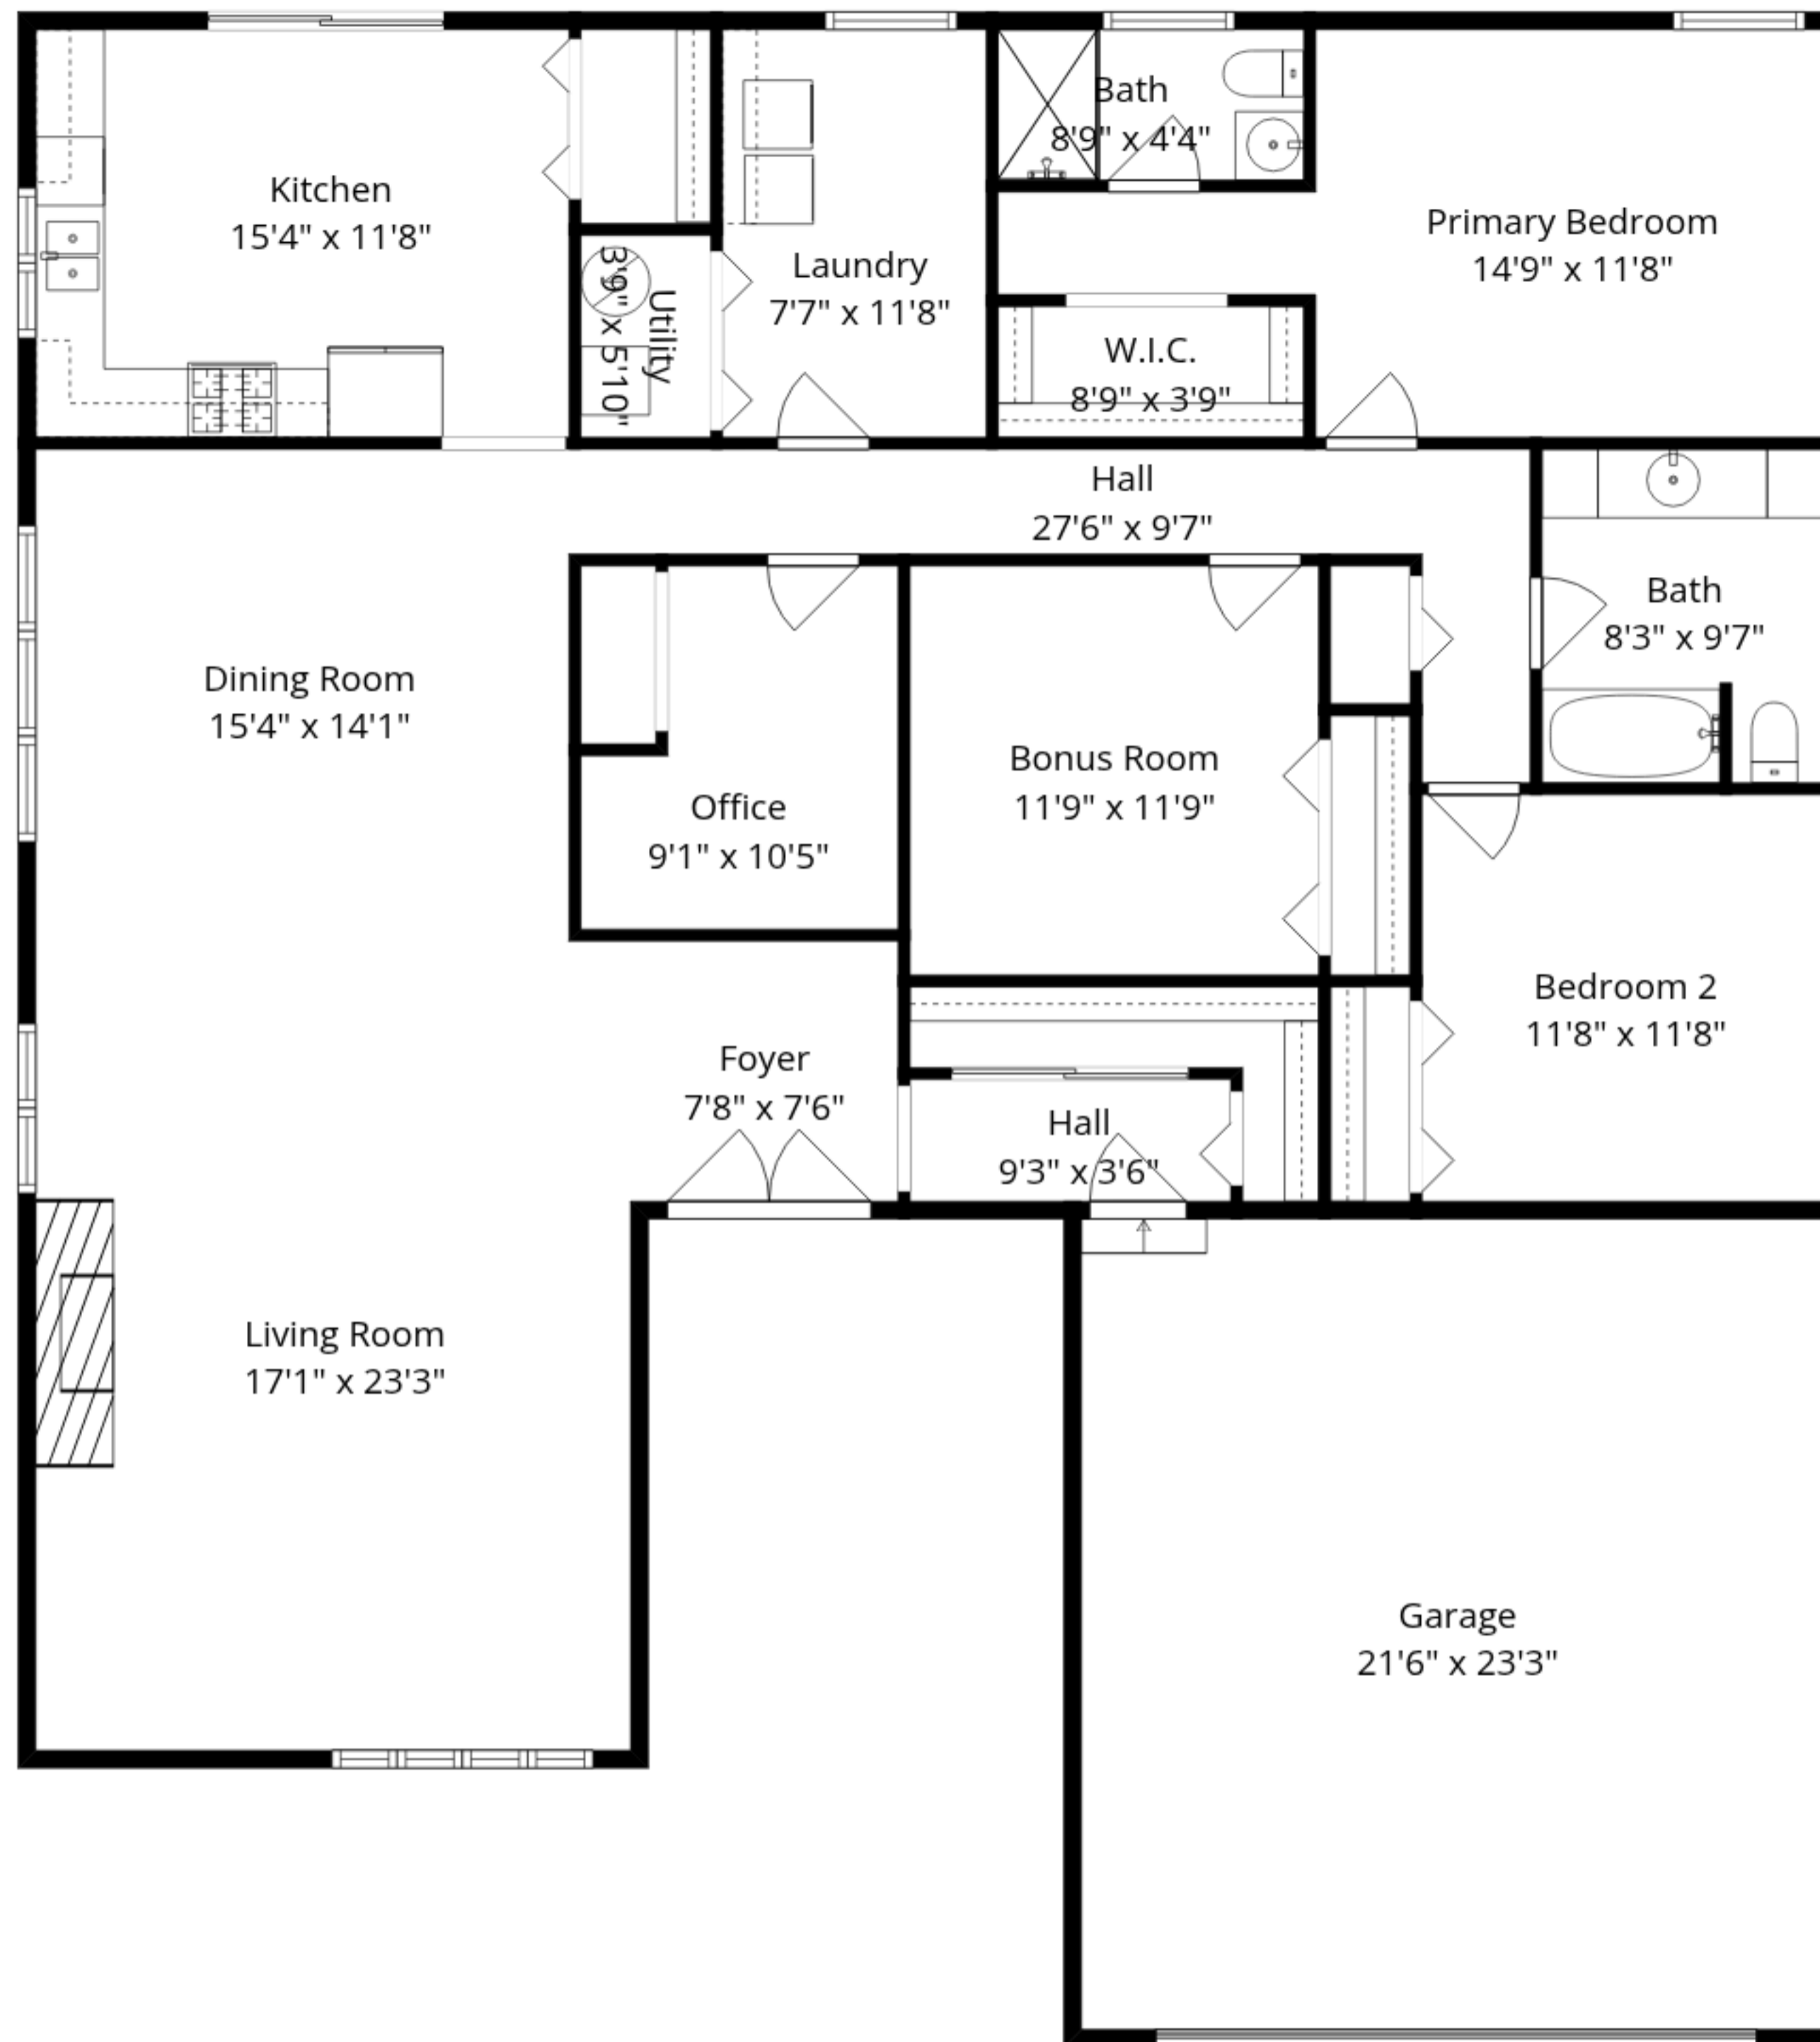 Bath
8'9" x 4'4"
Kitchen
15'4" x 11'8"
Primary Bedroom
14'9" x 11'8"
Laundry
7'7" x 11'8"
Utility
3'9" x 5'10"
W.I.C.
8'9" x 3'9"
Hall
27'6" x 9'7"
Bath
8'3" x 9'7"
Dining Room
15'4" x 14'1"
Bonus Room
11'9" x 11'9"
Office
9'1" x 10'5"
Bedroom 2
11'8" x 11'8"
Foyer
7'8" x 7'6"
Hall
9'3" x 3'6"
Living Room
17'1" x 23'3"
Garage
21'6" x 23'3"